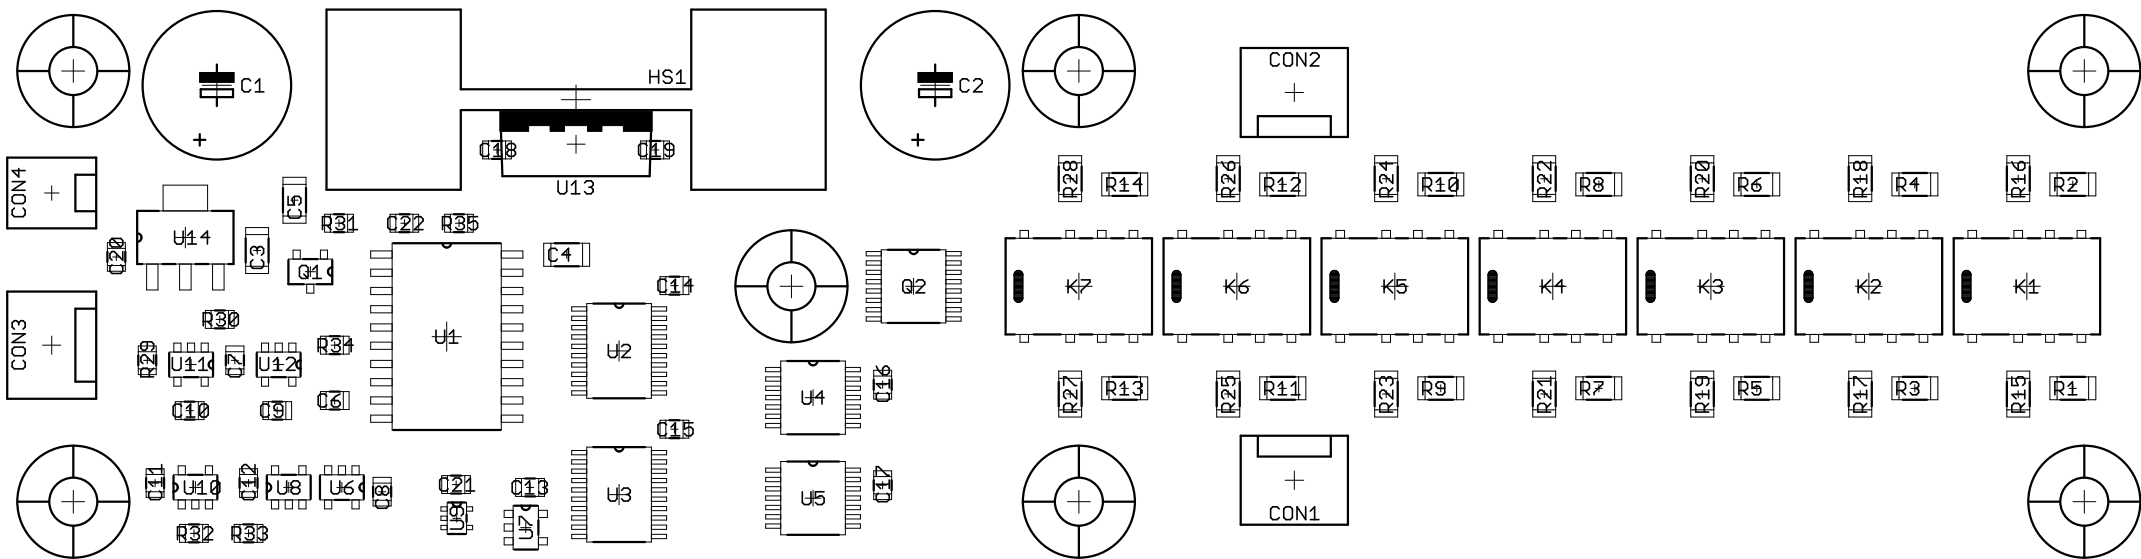 CON2
HS1
C1
C2
+
+
C18
C19
U13
CON4
R28
R14
R26
R12
R24
R10
R22
R8
R20
R6
R18
R4
R16
R2
C5
R31
C22
R35
U14
C20
C3
Q1
C4
C14
Q2
K7
K6
K5
K4
K3
K2
K1
R30
CON3
R29
U11
C7
U12
R34
U1
U2
C10
C9
C6
U4
C16
R27
R13
R25
R11
R23
R9
R21
R7
R19
R5
R17
R3
R15
R1
C15
C11
U10
C12
U8
U6
C8
C21
C13
U3
U5
C17
U9
U7
R32
R33
CON1